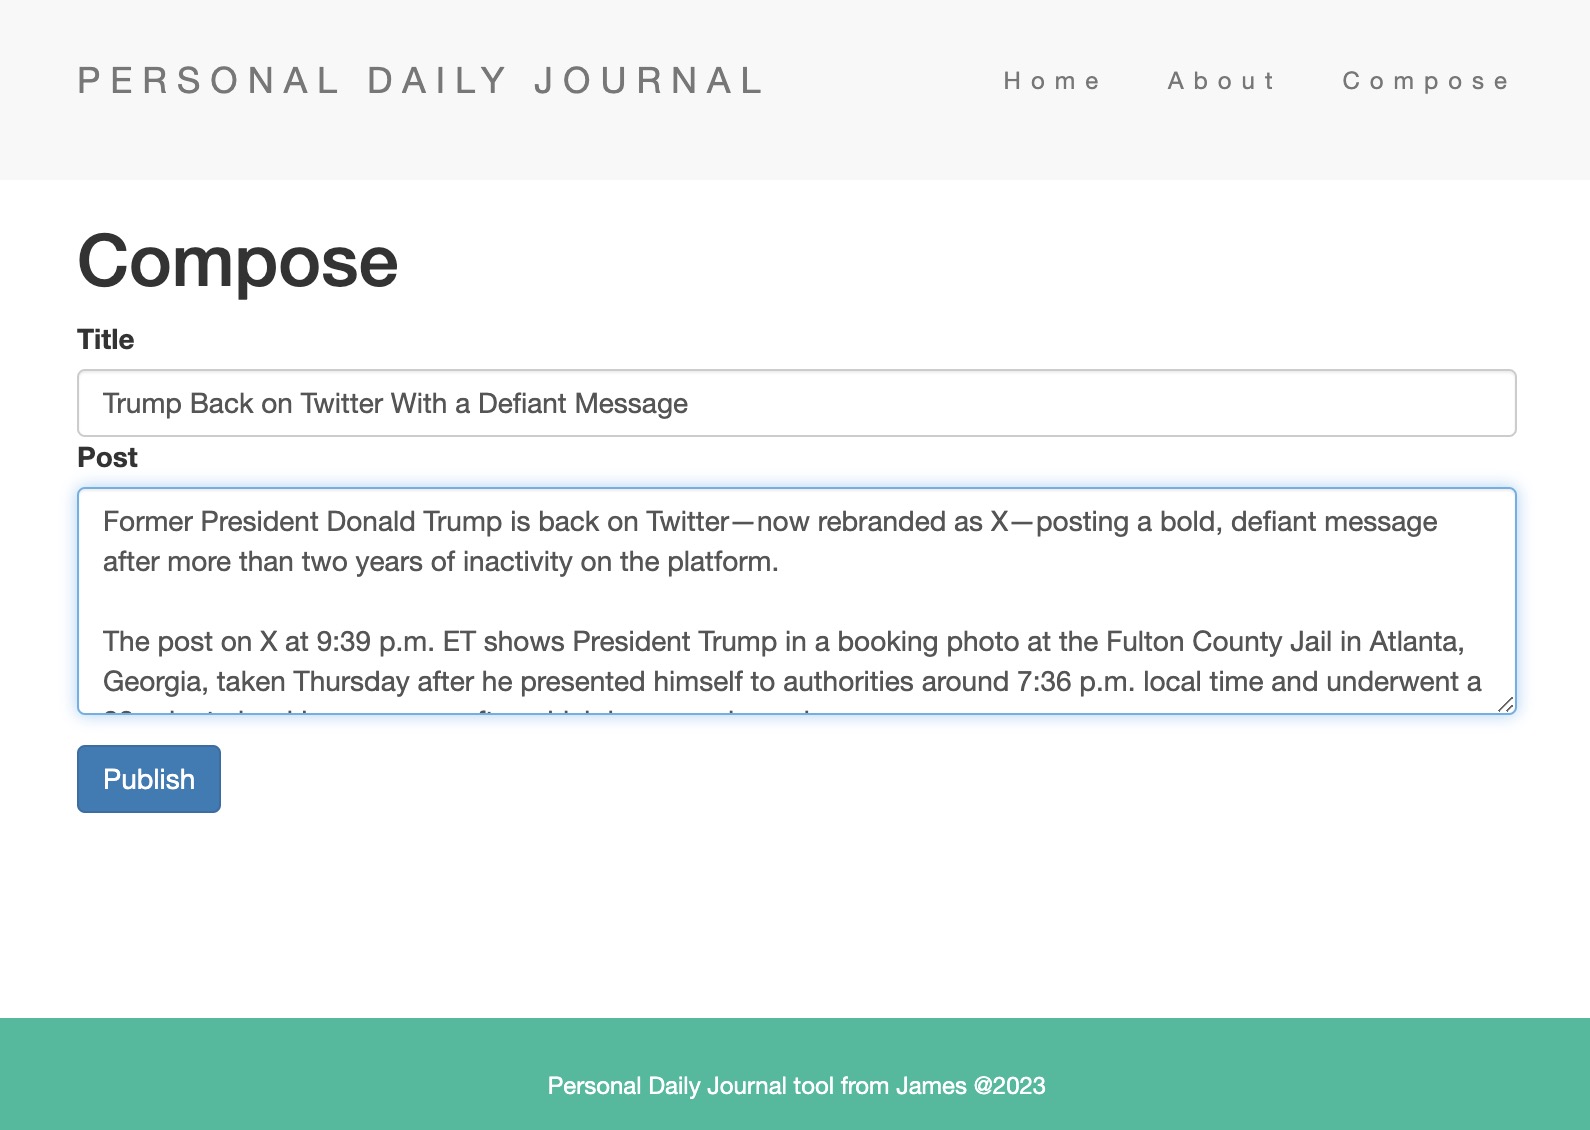 PERSONAL DAILY JOURNAL
Home About Compose
Compose
Title
Trump Back on Twitter With a Defiant Message
Post
Former President Donald Trump is back on Twitter—now rebranded as X—posting a bold, defiant message
after more than two years of inactivity on the platform.
The post on X at 9:39 p.m. ET shows President Trump in a booking photo at the Fulton County Jail in Atlanta,
Georgia, taken Thursday after he presented himself to authorities around 7:36 p.m. local time and underwent a
Publish
Personal Daily Journal tool from James @2023